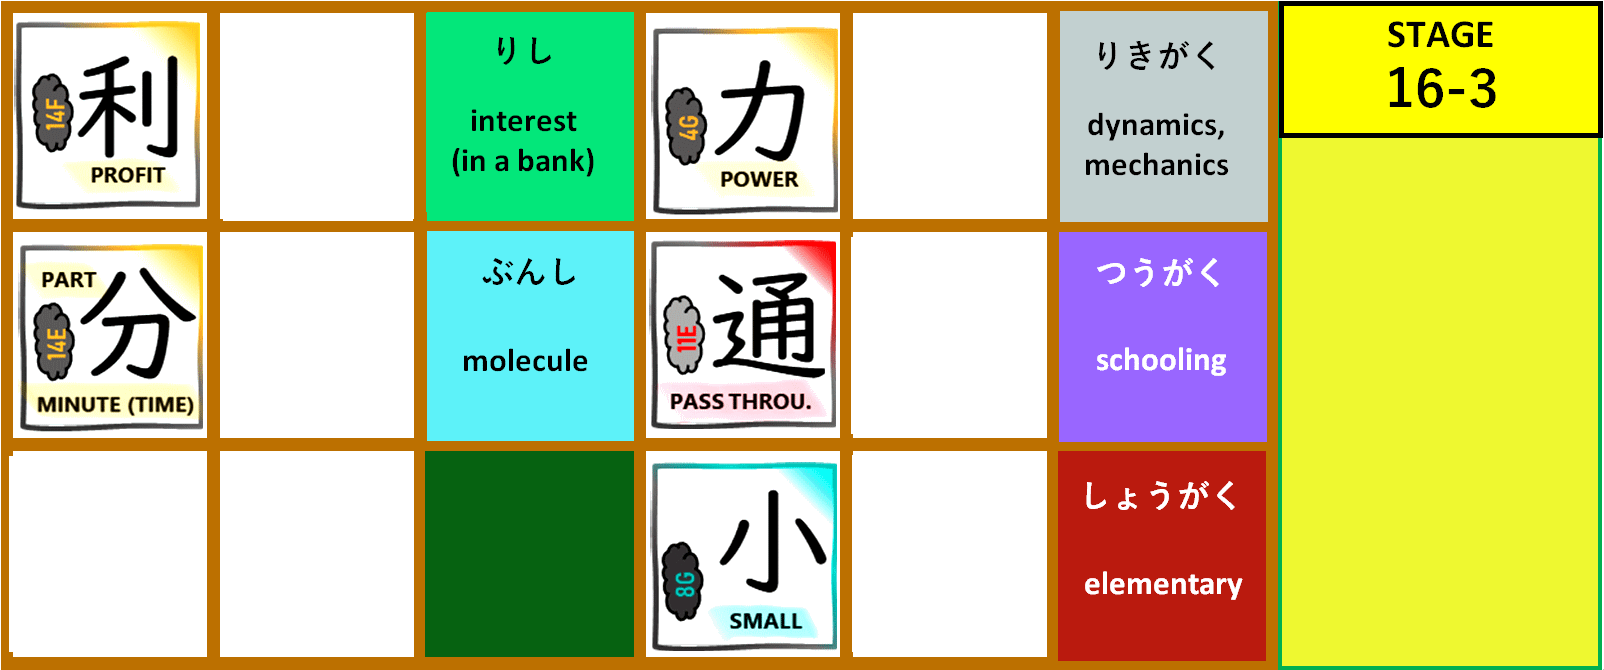 利
14F
PROFIT
りし
interest
(in a bank)
力
4G
POWER
りきがく
dynamics,
mechanics
STAGE
16-3
PART
分
14E
MINUTE (TIME)
ぶんし
molecule
通
11E
PASS THROU.
つうがく
schooling
小
8G
SMALL
しょうがく
elementary